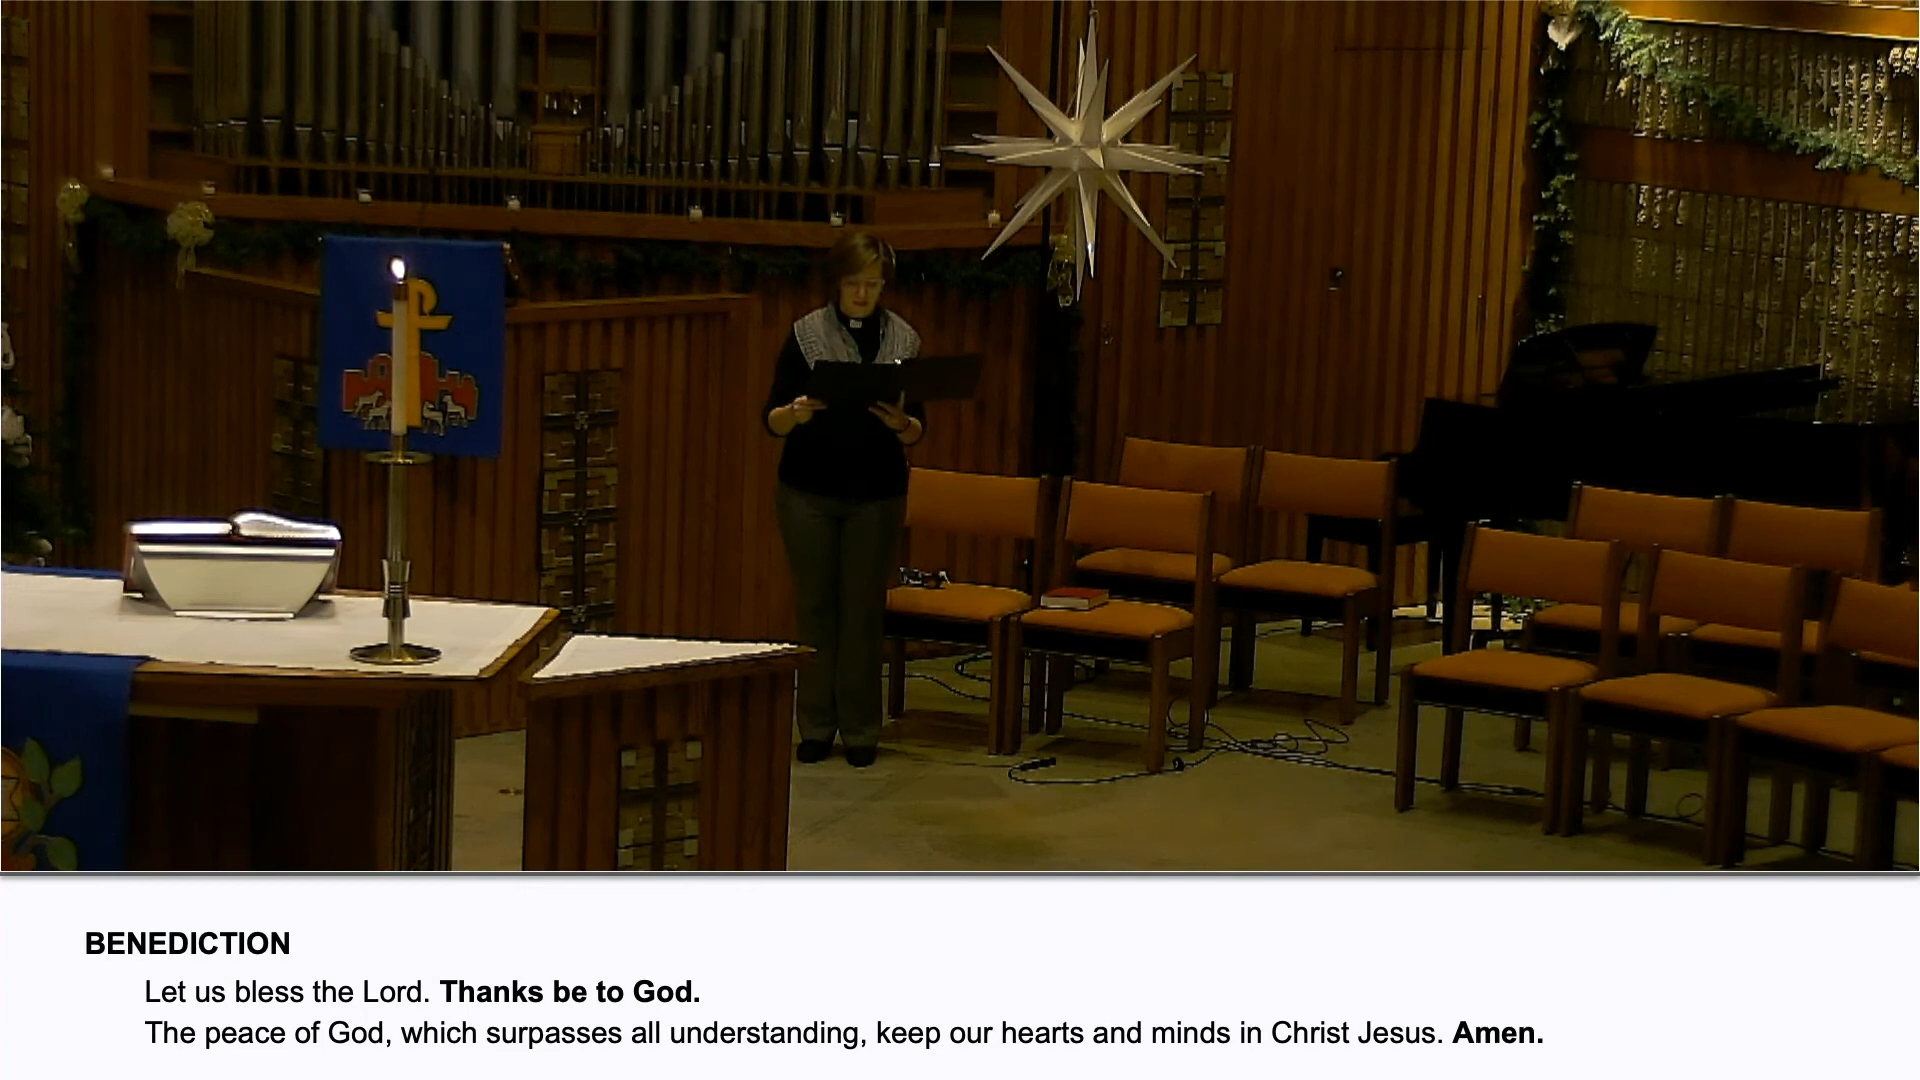 BENEDICTION
Let us bless the Lord. Thanks be to God.
The peace of God, which surpasses all understanding, keep our hearts and minds in Christ Jesus. Amen.